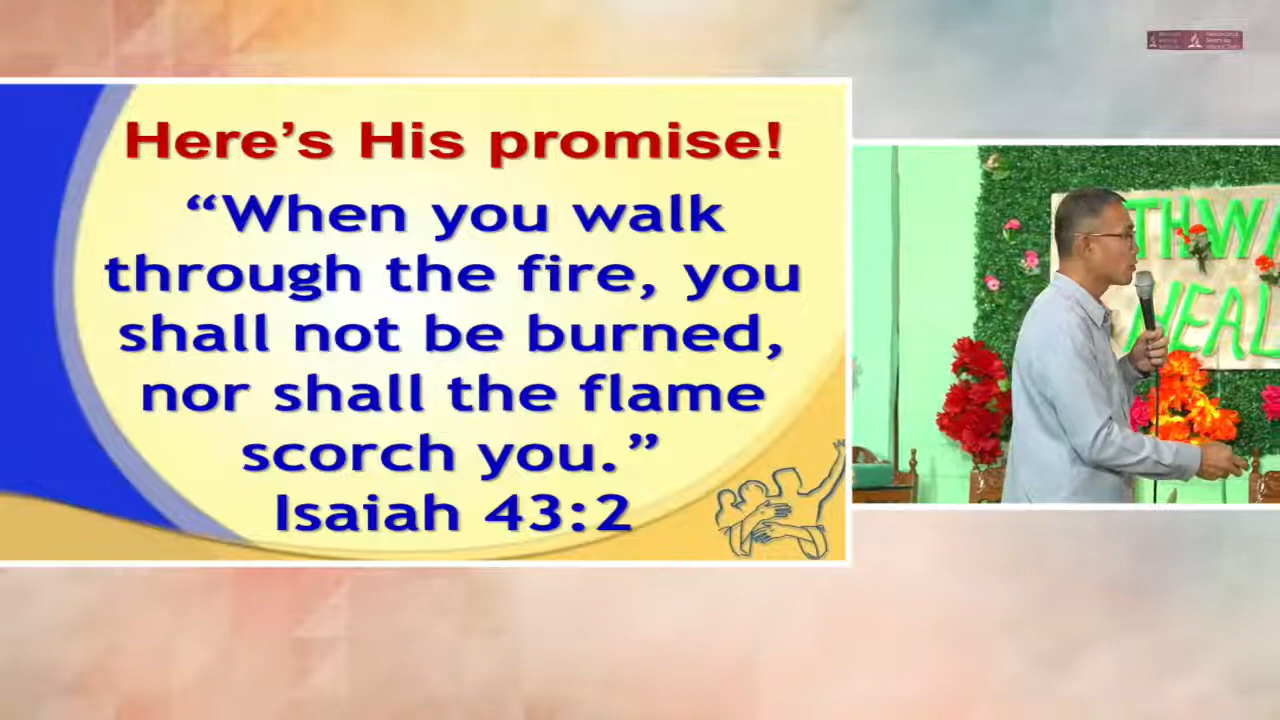 Here’s His promise!
“When you walk
through the fire, you
shall not be burned,
nor shall the flame
scorch you.”
Isaiah 43:2